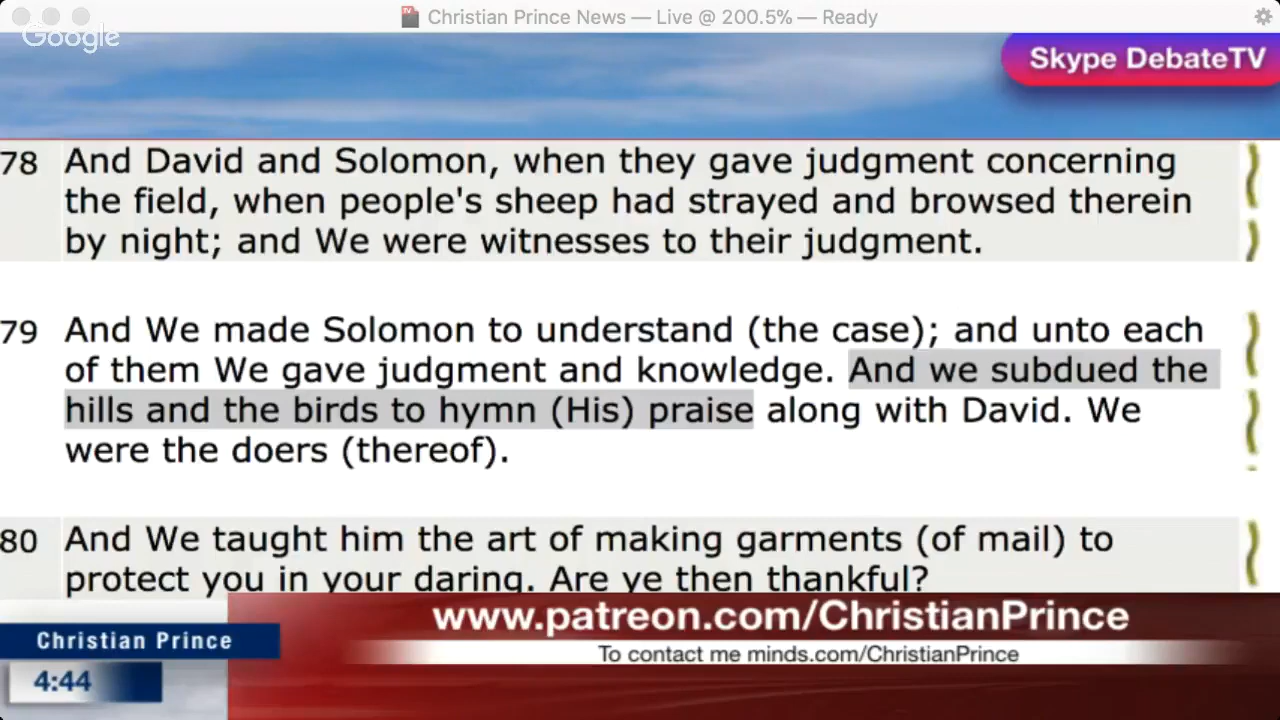 Christian Prince News — Live @ 200.5% — Ready
Google
Skype DebateTV
78 And David and Solomon, when they gave judgment concerning
the field, when people's sheep had strayed and browsed therein
by night; and We were witnesses to their judgment.
79 And We made Solomon to understand (the case); and unto each
of them We gave judgment and knowledge. And we subdued the
hills and the birds to hymn (His) praise along with David. We
were the doers (thereof).
80 And We taught him the art of making garments (of mail) to
protect you in your daring. Are ye then thankful?
www.patreon.com/ChristianPrince
Christian Prince
To contact me minds.com/ChristianPrince
4:44